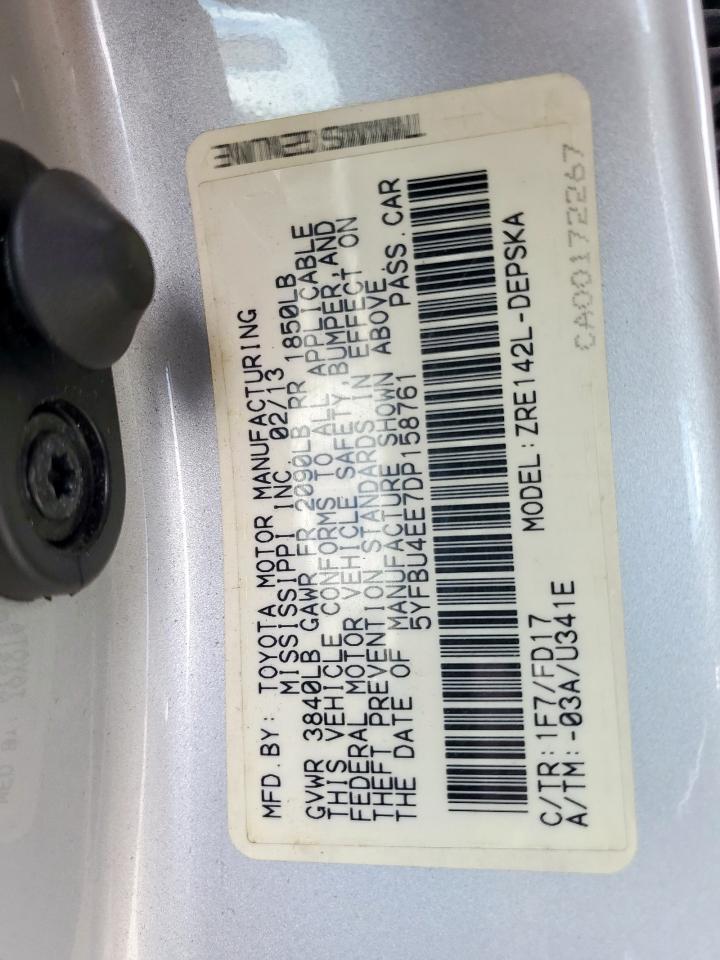 MFD.BY: TOYOTA MOTOR MANUFACTURING
MISSISSIPPI INC. 02/13
GVWR 3840LB GAWR FR 2090LB RR 1850LB
THIS VEHICLE CONFORMS TO ALL APPLICABLE
FEDERAL MOTOR VEHICLE SAFETY,BUMPER,AND
THEFT PREVENTION STANDARDS IN EFFECT ON
THE DATE OF MANUFACTURE SHOWN ABOVE
5YFBU4EE7DP158761 PASS.CAR
MODEL:ZRE142L-DEPSKA
C/TR:1F7/FD17
A/TM:-03A/U341E
CA00172267